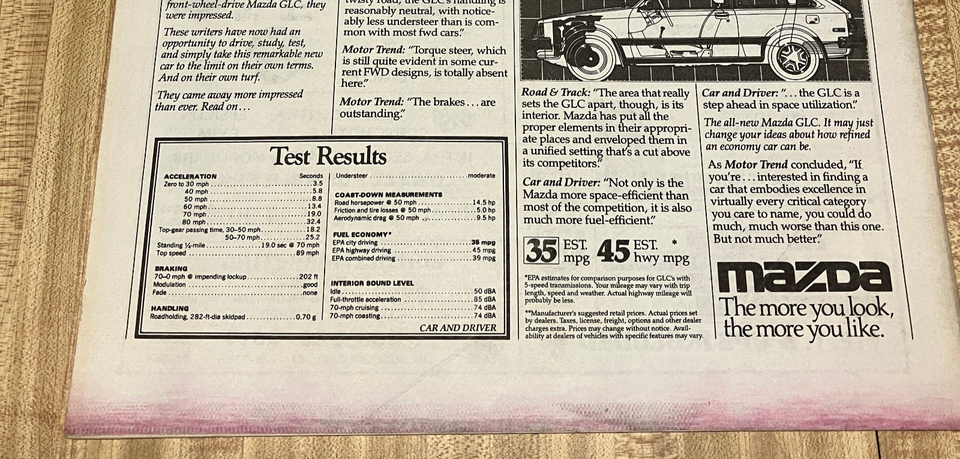 front-wheel-drive Mazda GLC, they
were impressed.
These writers have now had an
opportunity to drive, study, test,
and simply take this remarkable new
car to the limit on their own terms.
And on their own turf.
They came away more impressed
than ever. Read on...
twisty road, the GLC's handling is
reasonably neutral, with notice-
ably less understeer than is com-
mon with most fwd cars."
Motor Trend: "Torque steer, which
is still quite evident in some cur-
rent FWD designs, is totally absent
here."
Motor Trend: "The brakes...are
outstanding."
Test Results
ACCELERATION Seconds
Zero to 30 mph 3.5
40 mph 5.8
50 mph 8.8
60 mph 13.4
70 mph 19.0
80 mph 32.4
Top-gear passing time, 30–50 mph 18.2
50–70 mph 25.2
Standing ¼-mile 19.0 sec @ 70 mph
Top speed 89 mph
BRAKING
70–0 mph @ impending lockup 202 ft
Modulation good
Fade none
HANDLING
Roadholding, 282-ft-dia skidpad 0.70 g
Understeer moderate
COAST-DOWN MEASUREMENTS
Road horsepower @ 50 mph 14.5 hp
Friction and tire losses @ 50 mph 5.0 hp
Aerodynamic drag @ 50 mph 9.5 hp
FUEL ECONOMY*
EPA city driving 35 mpg
EPA highway driving 45 mpg
EPA combined driving 39 mpg
INTERIOR SOUND LEVEL
Idle 50 dBA
Full-throttle acceleration 85 dBA
70-mph cruising 74 dBA
70-mph coasting 74 dBA
CAR AND DRIVER
Road & Track: "The area that really
sets the GLC apart, though, is its
interior. Mazda has put all the
proper elements in their appropri-
ate places and enveloped them in
a unified setting that's a cut above
its competitors."
Car and Driver: "Not only is the
Mazda more space-efficient than
most of the competition, it is also
much more fuel-efficient."
35 EST. mpg 45 EST. hwy mpg *
*EPA estimates for comparison purposes for GLC's with
5-speed transmissions. Your mileage may vary with trip
length, speed and weather. Actual highway mileage will
probably be less.
**Manufacturer's suggested retail prices. Actual prices set
by dealers. Taxes, license, freight, options and other dealer
charges extra. Prices may change without notice. Avail-
ability at dealers of vehicles with specific features may vary.
Car and Driver: "...the GLC is a
step ahead in space utilization."
The all-new Mazda GLC. It may just
change your ideas about how refined
an economy car can be.
As Motor Trend concluded, "If
you're...interested in finding a
car that embodies excellence in
virtually every critical category
you care to name, you could do
much, much worse than this one.
But not much better."
mazda
The more you look,
the more you like.